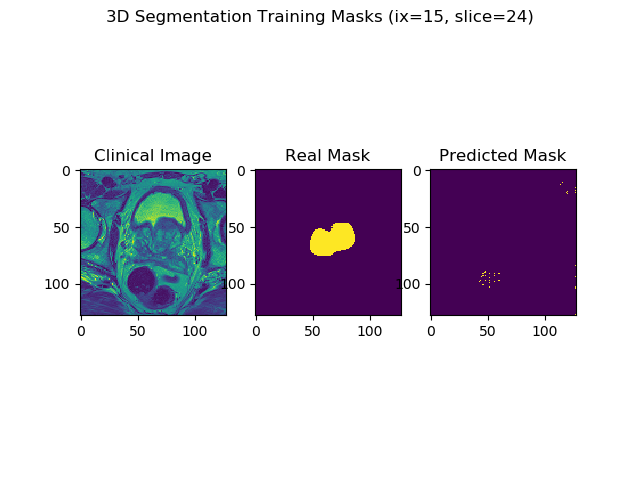 3D Segmentation Training Masks (ix=15, slice=24)
Clinical Image Real Mask Predicted Mask
0 0 0
50 50 50
100 100 100
0 50 100 0 50 100 0 50 100